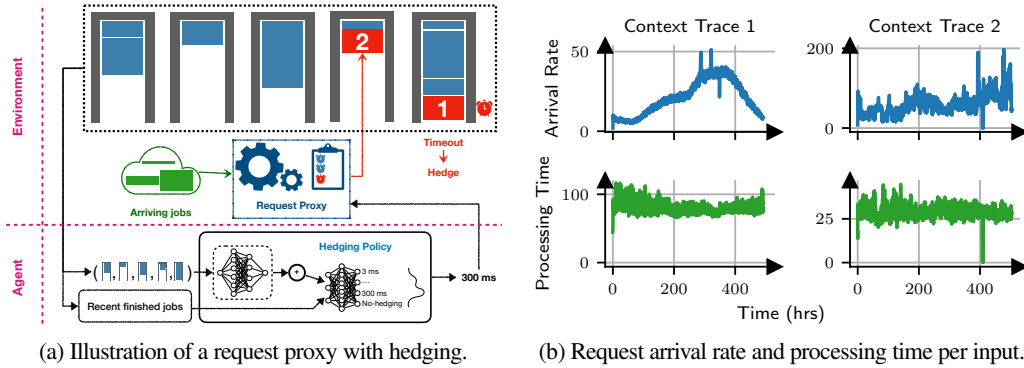 Environment
Agent
2
1
Timeout
Hedge
Arriving jobs
Request Proxy
Hedging Policy
( , , , , )
+
3 ms
...
300 ms
No-hedging
300 ms
Recent finished jobs
(a) Illustration of a request proxy with hedging.
Context Trace 1
Context Trace 2
Arrival Rate
50
0
200
100
0
Processing Time
100
0
25
0
0 200 400
0 200 400
Time (hrs)
(b) Request arrival rate and processing time per input.